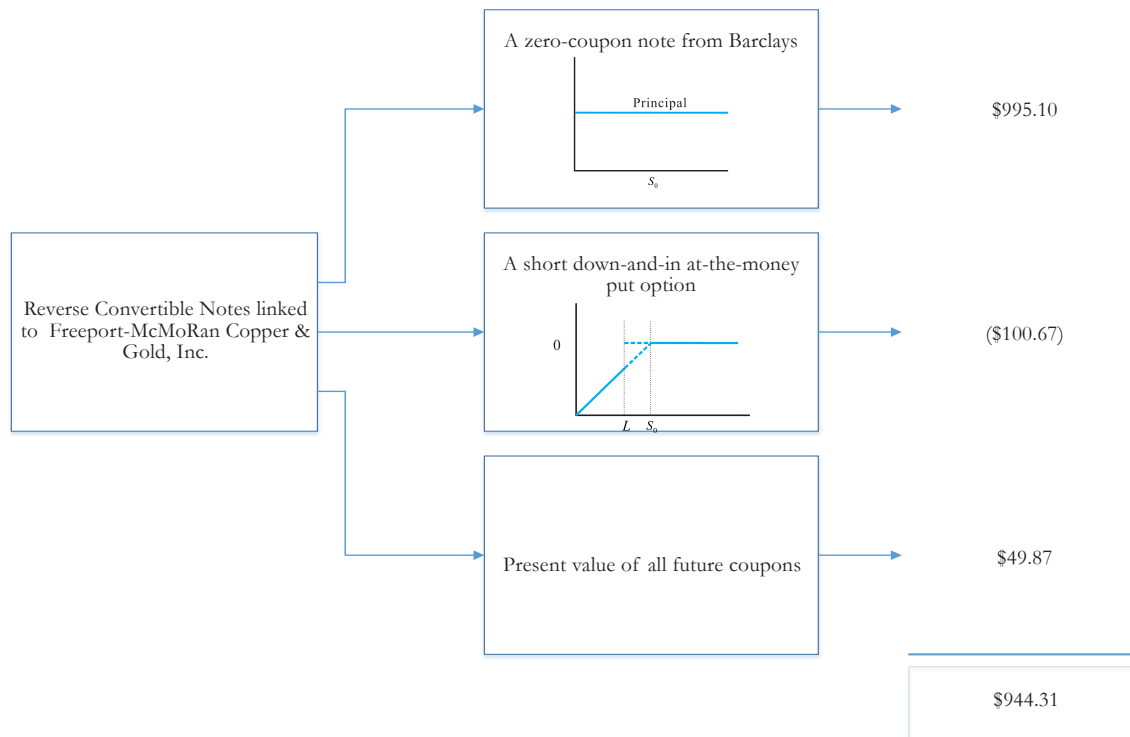 A zero-coupon note from Barclays
Principal
S₀
$995.10
Reverse Convertible Notes linked
to Freeport-McMoRan Copper &
Gold, Inc.
A short down-and-in at-the-money
put option
0
L S₀
($100.67)
Present value of all future coupons
$49.87
$944.31